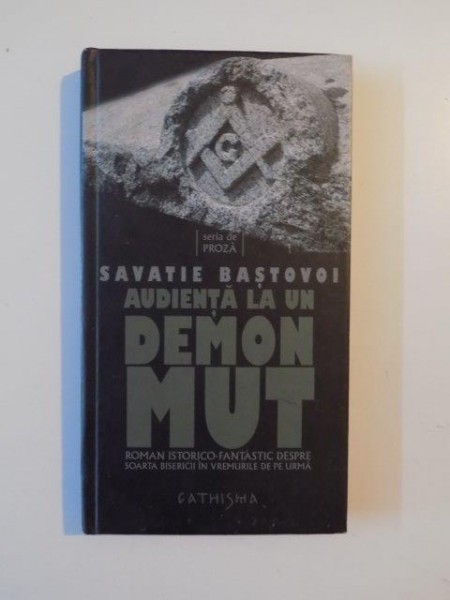 G
seria de
PROZĂ
SAVATIE BAȘTOVOI
AUDIENȚĂ LA UN
DEMON
MUT
ROMAN ISTORICO-FANTASTIC DESPRE
SOARTA BISERICII ÎN VREMURILE DE PE URMĂ
CATHISMA